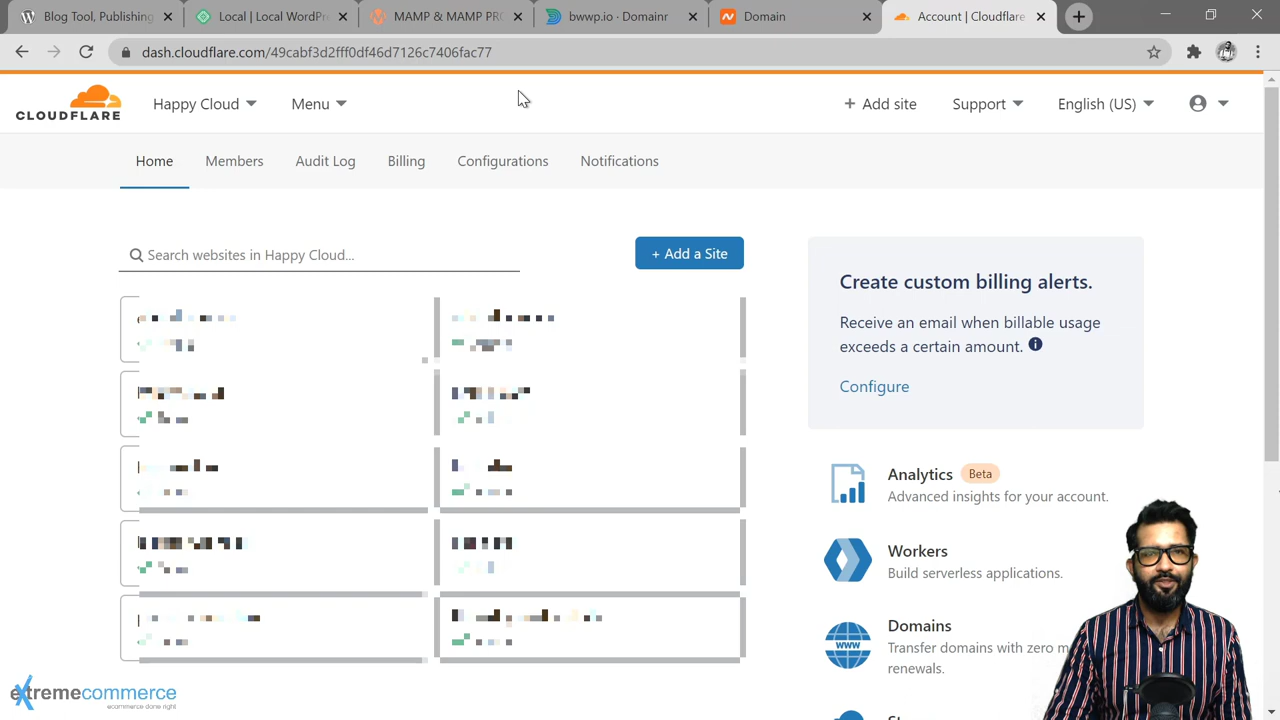 Blog Tool, Publishing
Local | Local WordPre
MAMP & MAMP PRO
bwwp.io · Domainr
Domain
Account | Cloudflare
dash.cloudflare.com/49cabf3d2fff0df46d7126c7406fac77
CLOUDFLARE
Happy Cloud
Menu
+ Add site
Support
English (US)
Home
Members
Audit Log
Billing
Configurations
Notifications
Search websites in Happy Cloud...
+ Add a Site
Create custom billing alerts.
Receive an email when billable usage
exceeds a certain amount.
Configure
Analytics
Beta
Advanced insights for your account.
Workers
Build serverless applications.
Domains
Transfer domains with zero
renewals.
extremecommerce
ecommerce done right